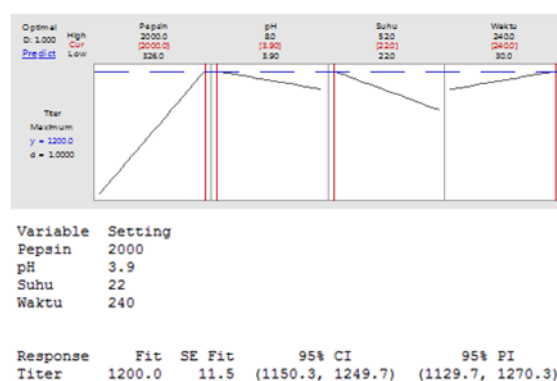 Optimal
D: 1.000
Predict
High
Cur
Low
Pepsin
2000.0
[2000.0]
326.0
pH
8.0
[3.90]
3.90
Suhu
52.0
[22.0]
22.0
Waktu
240.0
[240.0]
30.0
Titer
Maximum
y = 1200.0
d = 1.0000
Variable Setting
Pepsin 2000
pH 3.9
Suhu 22
Waktu 240
Response Fit SE Fit 95% CI 95% PI
Titer 1200.0 11.5 (1150.3, 1249.7) (1129.7, 1270.3)